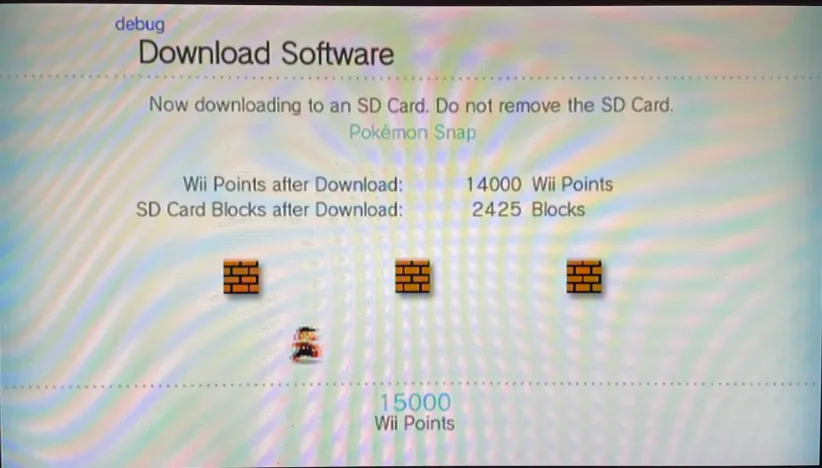 debug
Download Software
Now downloading to an SD Card. Do not remove the SD Card.
Pokémon Snap
Wii Points after Download: 14000 Wii Points
SD Card Blocks after Download: 2425 Blocks
15000
Wii Points